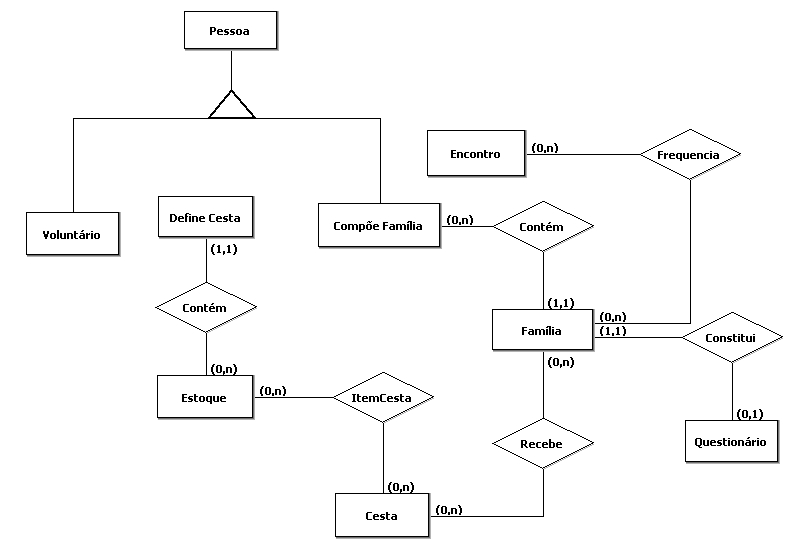 Pessoa
Encontro
(0,n)
Frequencia
Define Cesta
Voluntário
Compõe Família
(0,n)
Contém
(1,1)
Contém
(1,1)
Família
(0,n)
(1,1)
Constitui
(0,n)
(0,n)
Estoque
(0,n)
ItemCesta
(0,1)
Recebe
Questionário
(0,n)
Cesta
(0,n)